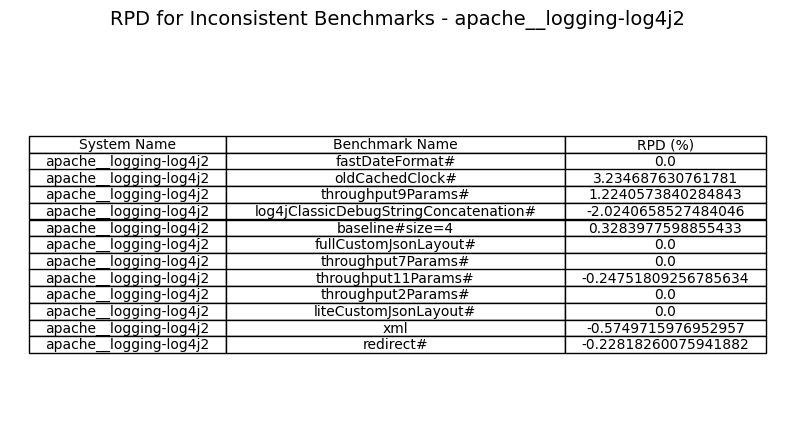 RPD for Inconsistent Benchmarks - apache__logging-log4j2
System Name Benchmark Name RPD (%)
apache__logging-log4j2 fastDateFormat# 0.0
apache__logging-log4j2 oldCachedClock# 3.234687630761781
apache__logging-log4j2 throughput9Params# 1.2240573840284843
apache__logging-log4j2 log4jClassicDebugStringConcatenation# -2.0240658527484046
apache__logging-log4j2 baseline#size=4 0.3283977598855433
apache__logging-log4j2 fullCustomJsonLayout# 0.0
apache__logging-log4j2 throughput7Params# 0.0
apache__logging-log4j2 throughput11Params# -0.24751809256785634
apache__logging-log4j2 throughput2Params# 0.0
apache__logging-log4j2 liteCustomJsonLayout# 0.0
apache__logging-log4j2 xml -0.5749715976952957
apache__logging-log4j2 redirect# -0.22818260075941882